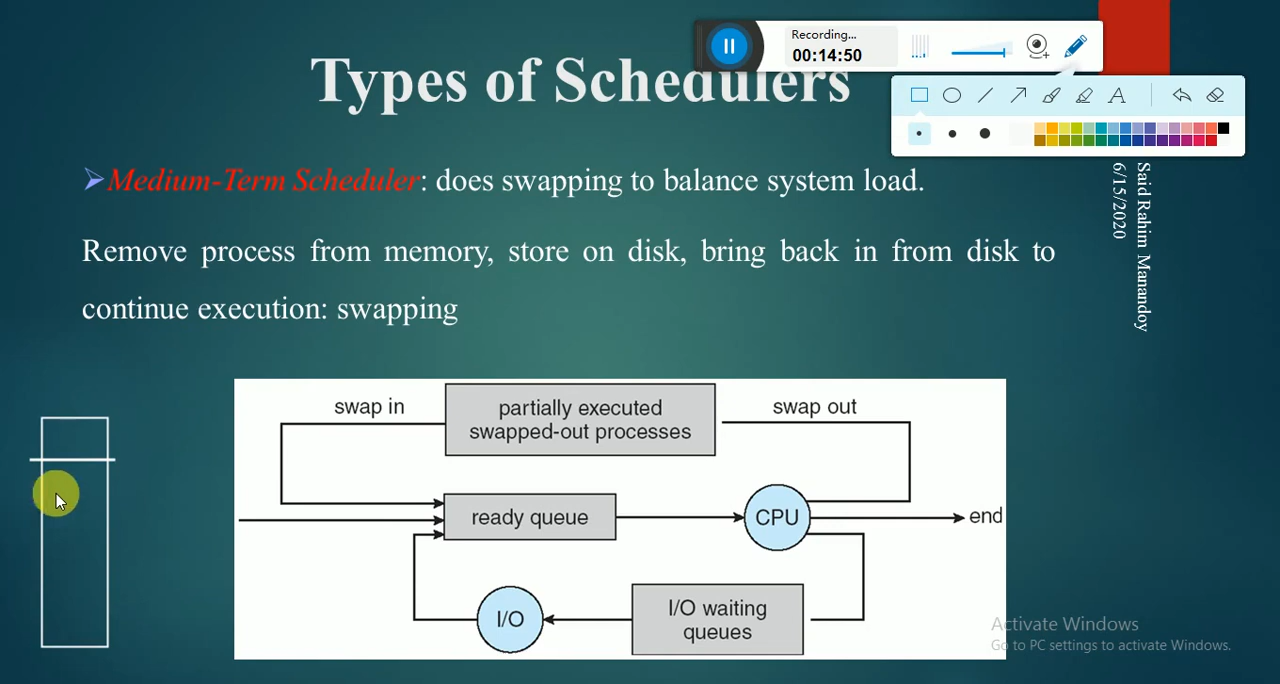 Recording...
00:14:50
Types of Schedulers
A
➢Medium-Term Scheduler: does swapping to balance system load.
Remove process from memory, store on disk, bring back in from disk to
continue execution: swapping
Said Rahim Manandoy
6/15/2020
swap in
partially executed
swapped-out processes
swap out
ready queue
CPU
end
I/O
I/O waiting
queues
Activate Windows
Go to PC settings to activate Windows.